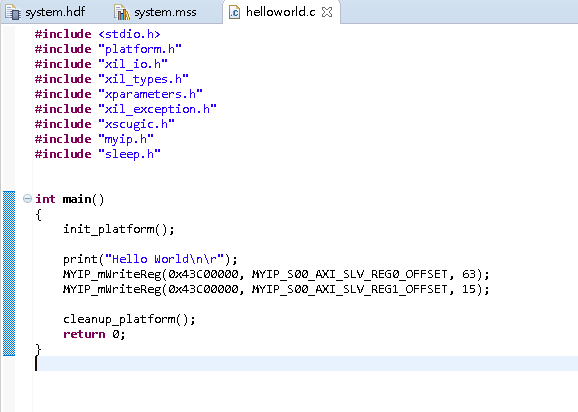 system.hdf system.mss helloworld.c
#include <stdio.h>
#include "platform.h"
#include "xil_io.h"
#include "xil_types.h"
#include "xparameters.h"
#include "xil_exception.h"
#include "xscugic.h"
#include "myip.h"
#include "sleep.h"
int main()
{
init_platform();
print("Hello World\n\r");
MYIP_mWriteReg(0x43C00000, MYIP_S00_AXI_SLV_REG0_OFFSET, 63);
MYIP_mWriteReg(0x43C00000, MYIP_S00_AXI_SLV_REG1_OFFSET, 15);
cleanup_platform();
return 0;
}